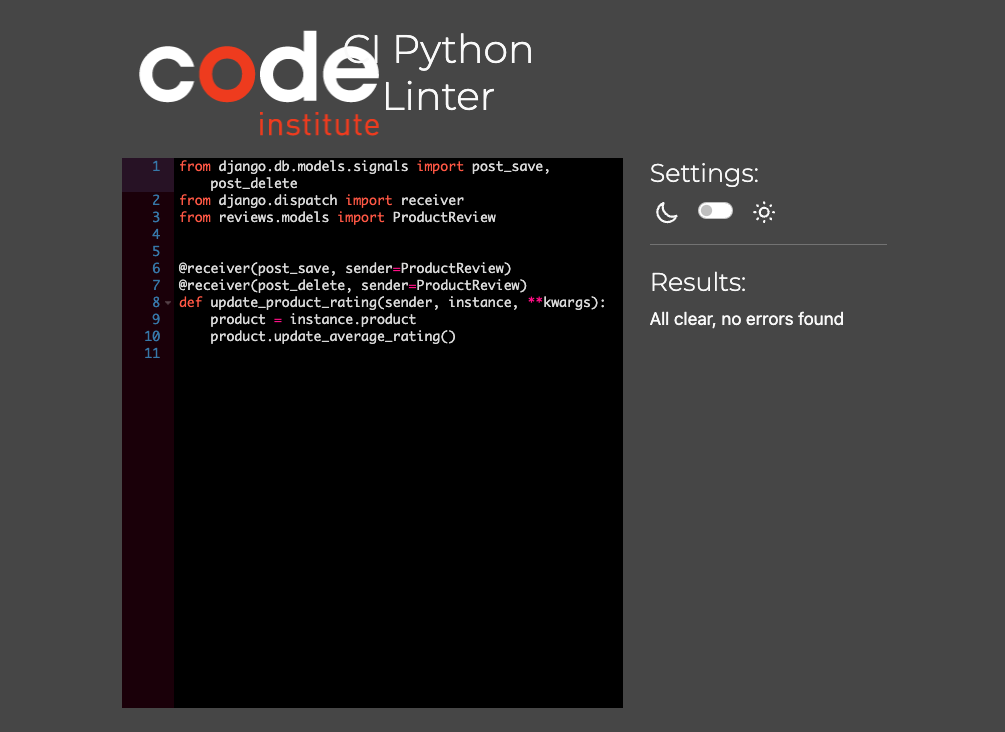 code
institute
CI Python
Linter
1 from django.db.models.signals import post_save,
post_delete
2 from django.dispatch import receiver
3 from reviews.models import ProductReview
4
5
6 @receiver(post_save, sender=ProductReview)
7 @receiver(post_delete, sender=ProductReview)
8 def update_product_rating(sender, instance, **kwargs):
9 product = instance.product
10 product.update_average_rating()
11
Settings:
Results:
All clear, no errors found